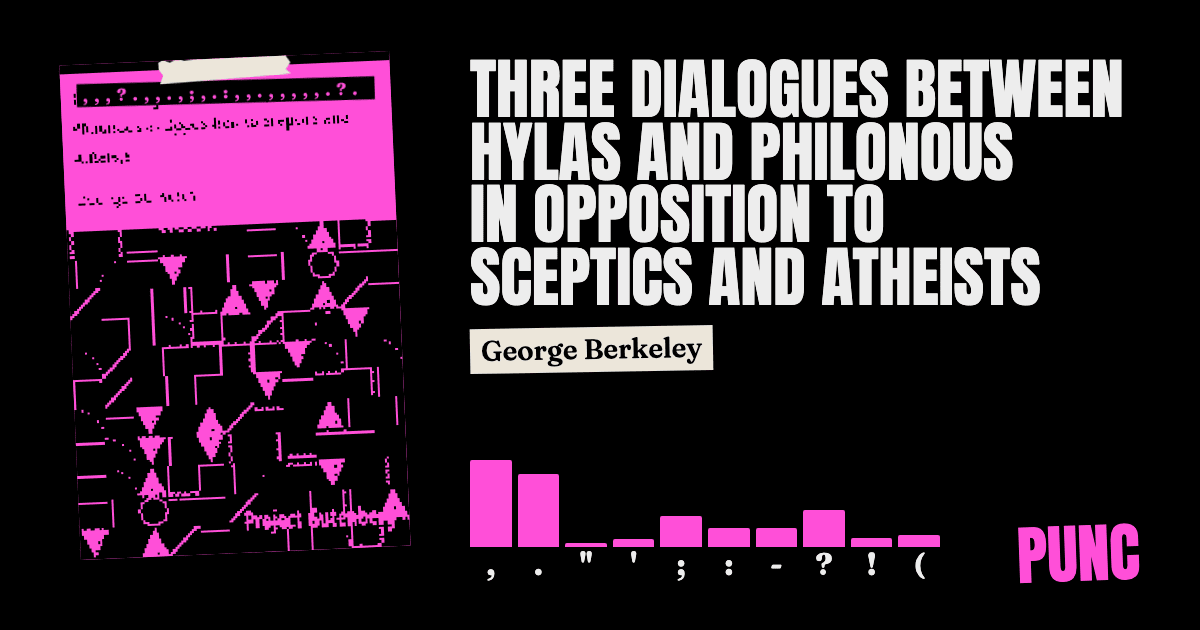 , , , ? . , , . , ; , . : , , . , , , , , . ? .
Project Gutenberg
THREE DIALOGUES BETWEEN
HYLAS AND PHILONOUS
IN OPPOSITION TO
SCEPTICS AND ATHEISTS
George Berkeley
, . " ' ; : - ? ! (
PUNC